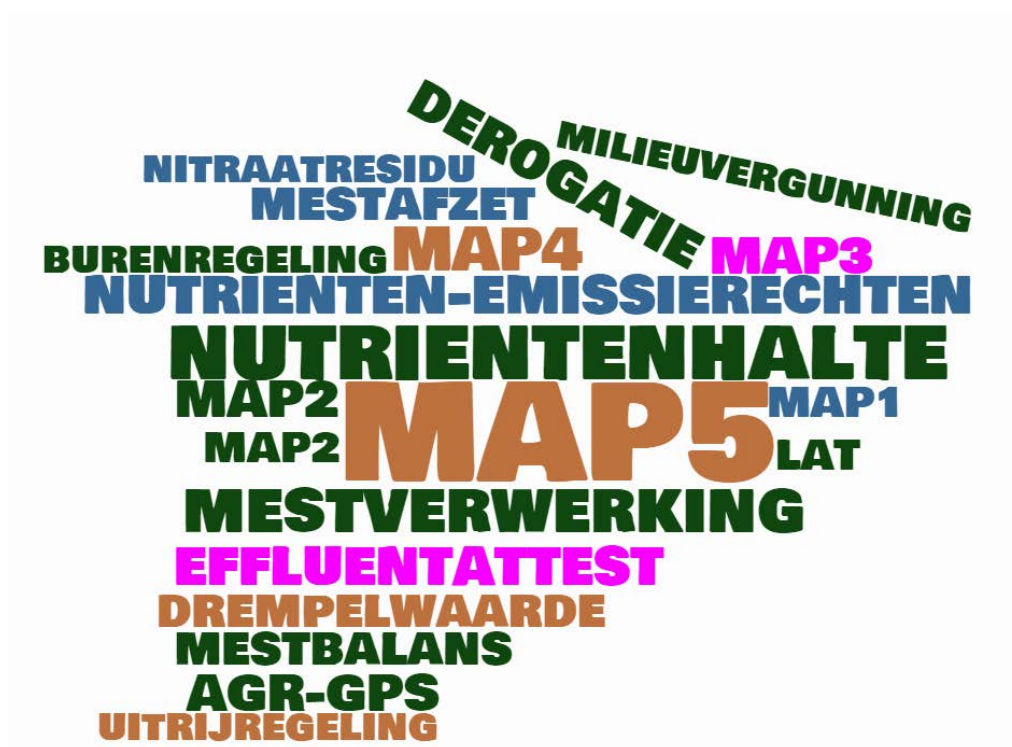 DEROGATIE
MILIEUVERGUNNING
NITRAATRESIDU
MESTAFZET
BURENREGELING
MAP4
MAP3
NUTRIENTEN-EMISSIERECHTEN
NUTRIENTENHALTE
MAP2
MAP5
MAP1
MAP2
LAT
MESTVERWERKING
EFFLUENTATTEST
DREMPELWAARDE
MESTBALANS
AGR-GPS
UITRIJREGELING